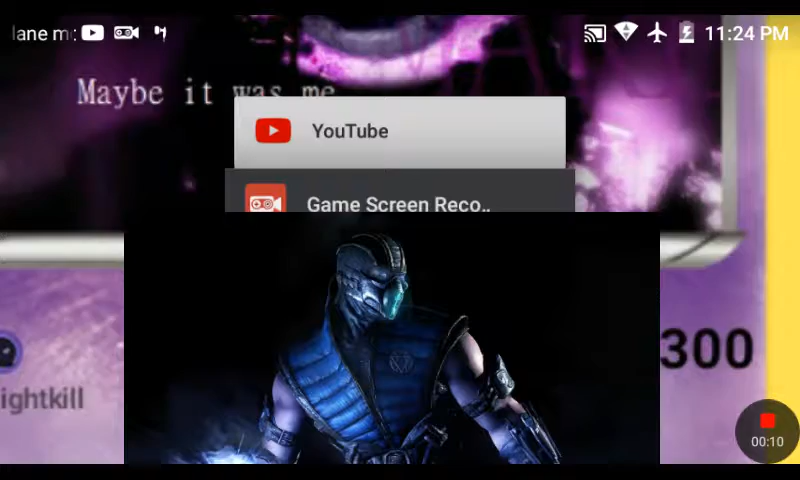 lane m:
11:24 PM
Maybe it was me
YouTube
Game Screen Reco..
300
ightkill
00:10